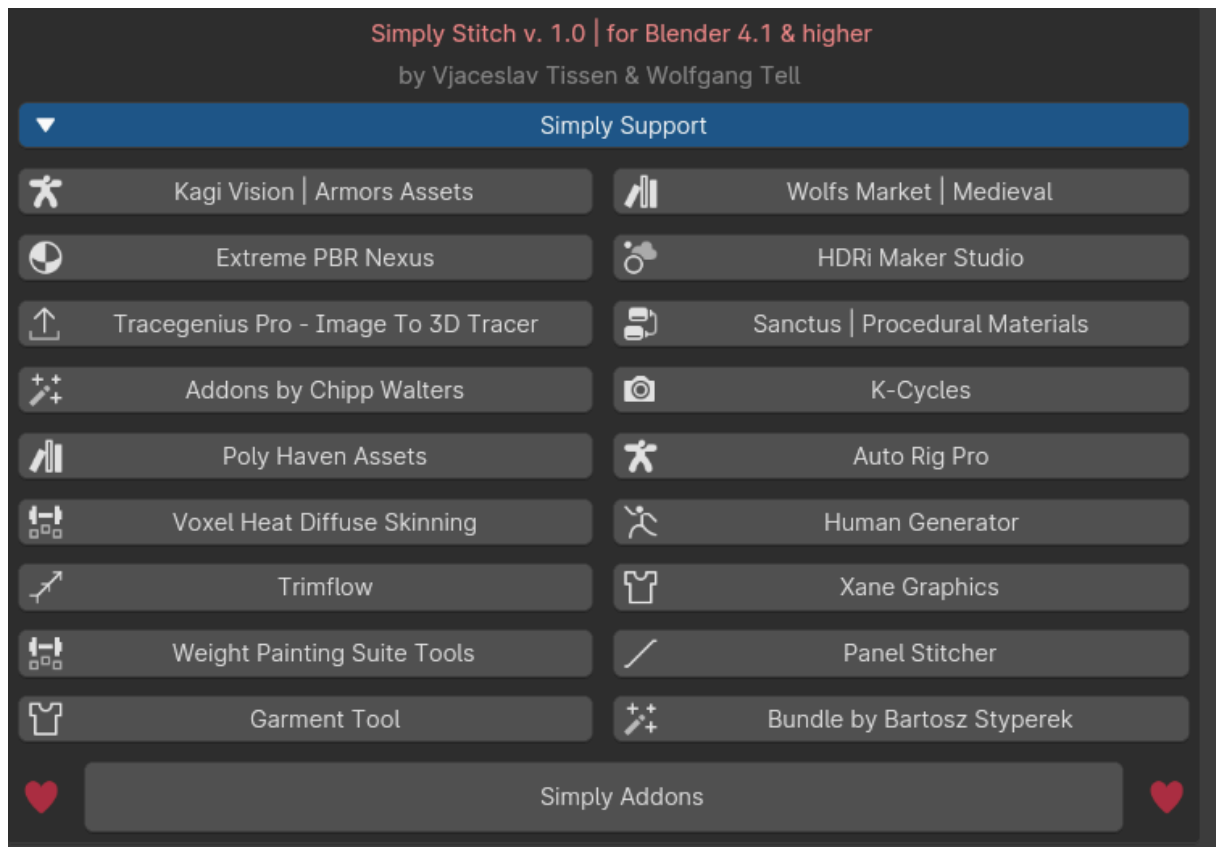 Simply Stitch v. 1.0 | for Blender 4.1 & higher
by Vjaceslav Tissen & Wolfgang Tell
Simply Support
Kagi Vision | Armors Assets
Wolfs Market | Medieval
Extreme PBR Nexus
HDRi Maker Studio
Tracegenius Pro - Image To 3D Tracer
Sanctus | Procedural Materials
Addons by Chipp Walters
K-Cycles
Poly Haven Assets
Auto Rig Pro
Voxel Heat Diffuse Skinning
Human Generator
Trimflow
Xane Graphics
Weight Painting Suite Tools
Panel Stitcher
Garment Tool
Bundle by Bartosz Styperek
Simply Addons